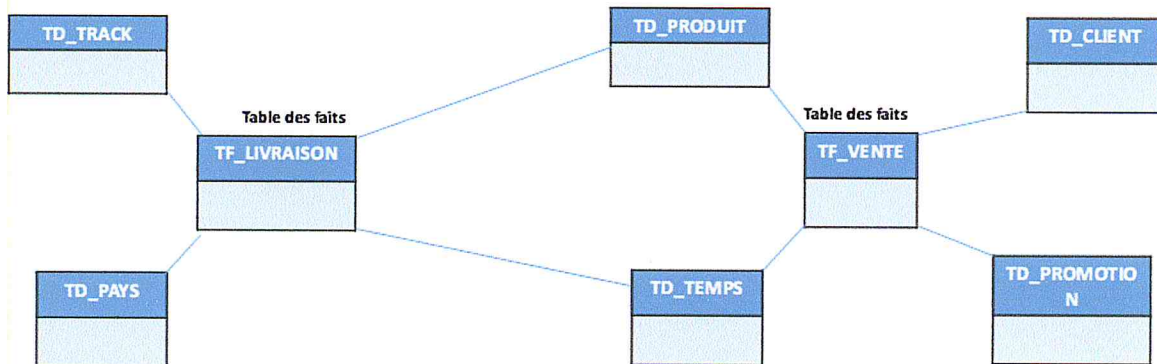 TD_TRACK
TD_PRODUIT
TD_CLIENT
Table des faits
TF_LIVRAISON
Table des faits
TF_VENTE
TD_PAYS
TD_TEMPS
TD_PROMOTIO
N